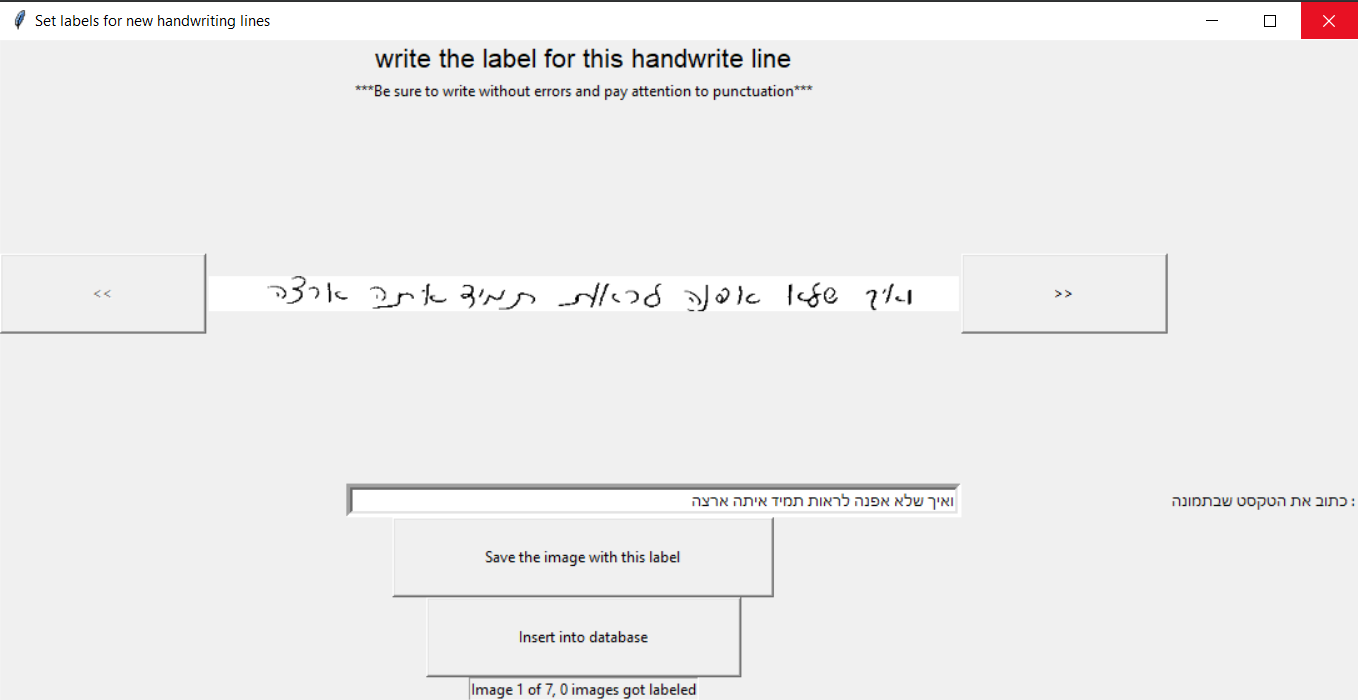 Set labels for new handwriting lines
write the label for this handwrite line
***Be sure to write without errors and pay attention to punctuation***
<<
ואיך שלא אפנה לראות תמיד איתה ארצה
>>
ואיך שלא אפנה לראות תמיד איתה ארצה
כתוב את הטקסט שבתמונה :
Save the image with this label
Insert into database
Image 1 of 7, 0 images got labeled